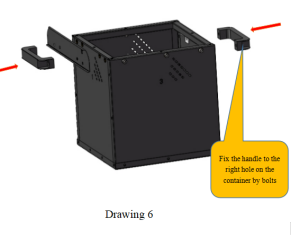 Fix the handle to the
right hole on the
container by bolts
Drawing 6